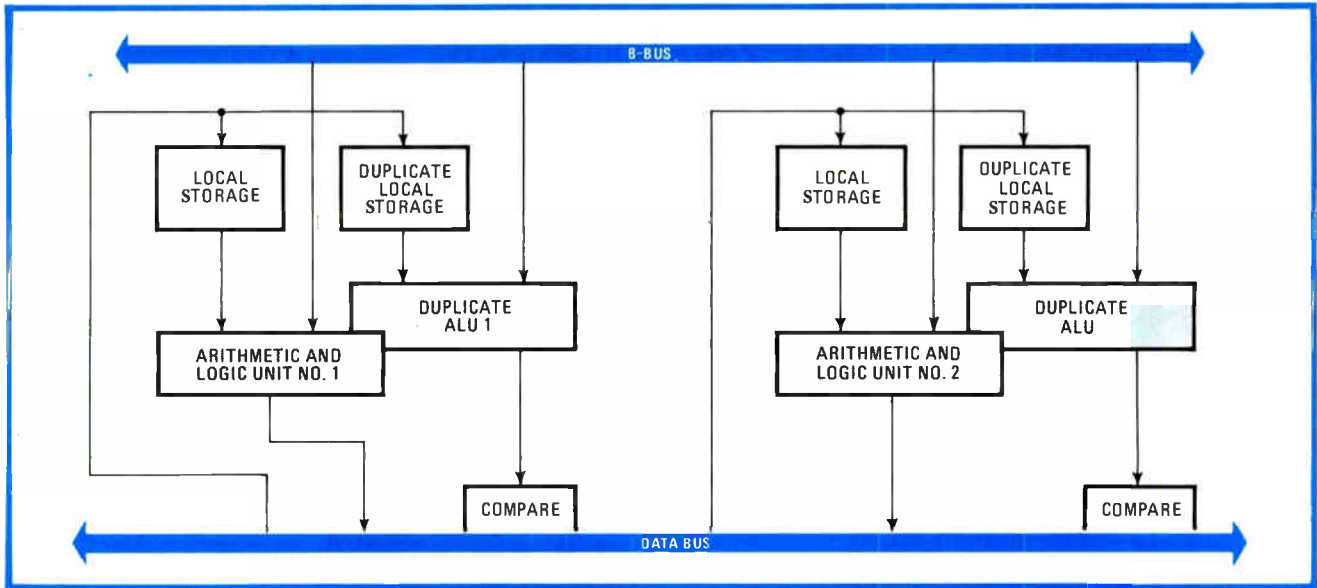 B-BUS
LOCAL
STORAGE
DUPLICATE
LOCAL
STORAGE
DUPLICATE
ALU 1
ARITHMETIC AND
LOGIC UNIT NO. 1
COMPARE
LOCAL
STORAGE
DUPLICATE
LOCAL
STORAGE
DUPLICATE
ALU
ARITHMETIC AND
LOGIC UNIT NO. 2
COMPARE
DATA BUS